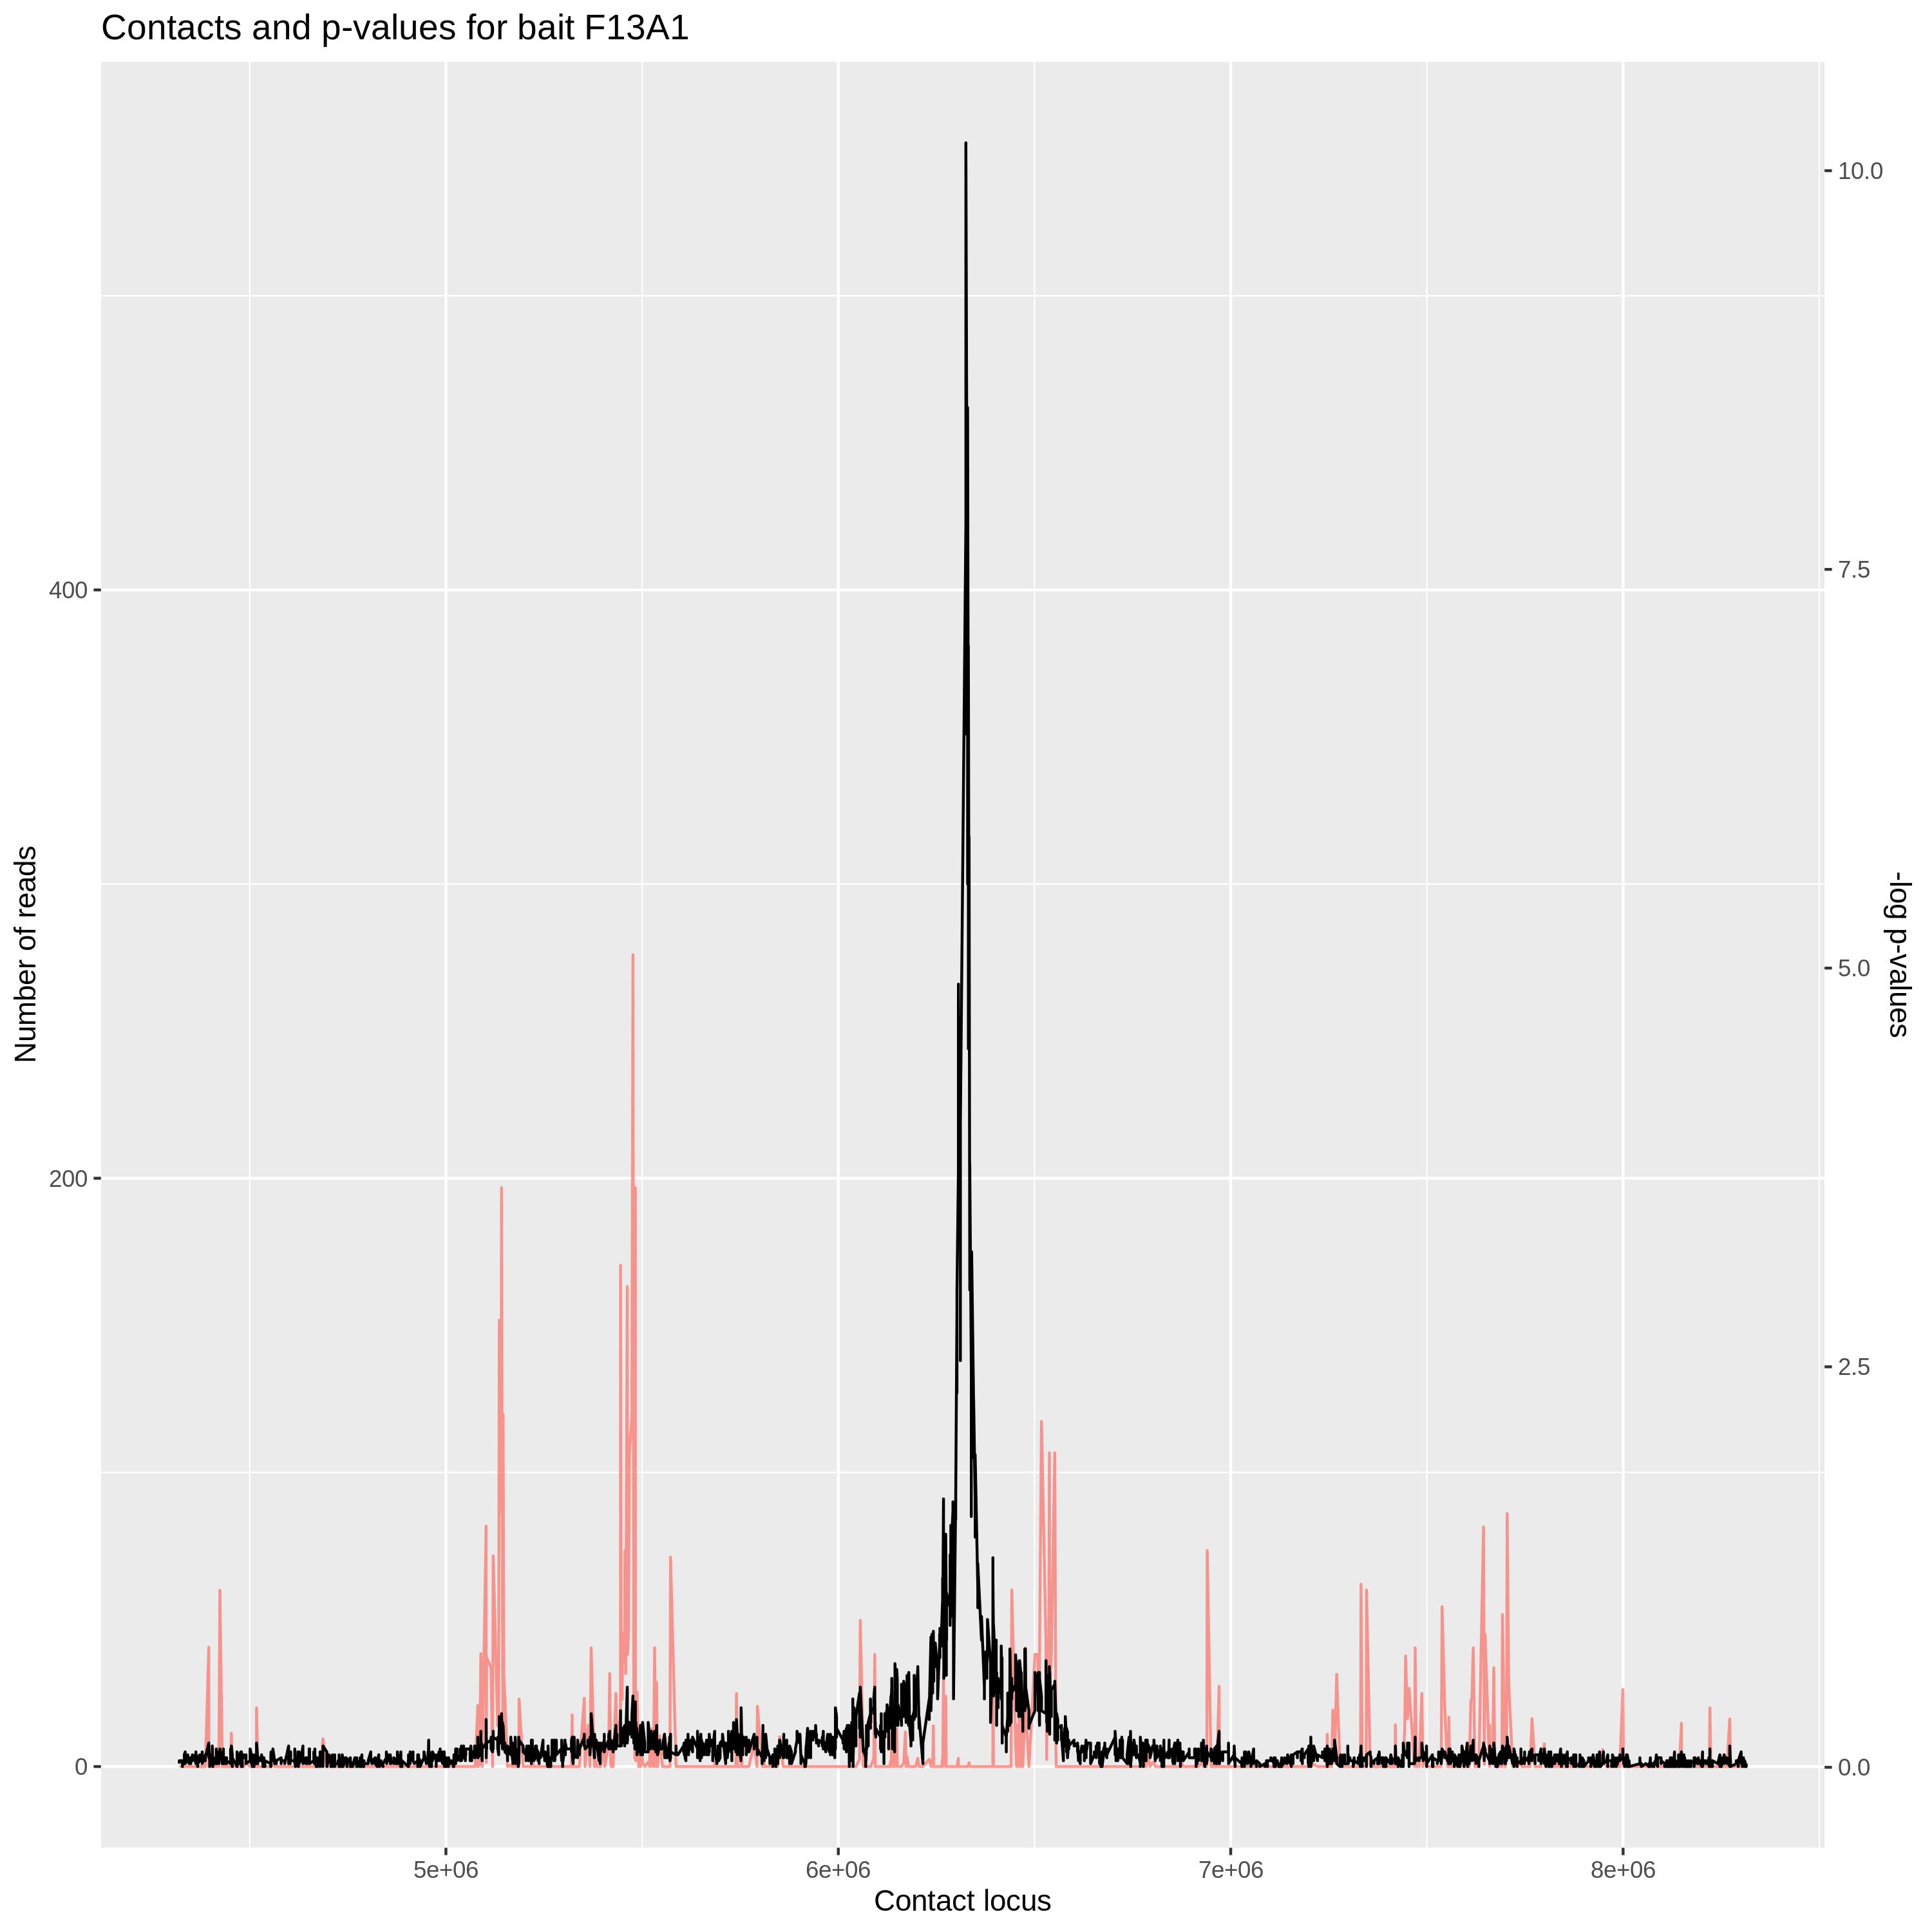 Contacts and p-values for bait F13A1
Number of reads
400
200
0
10.0
7.5
5.0
2.5
0.0
-log p-values
5e+06
6e+06
7e+06
8e+06
Contact locus